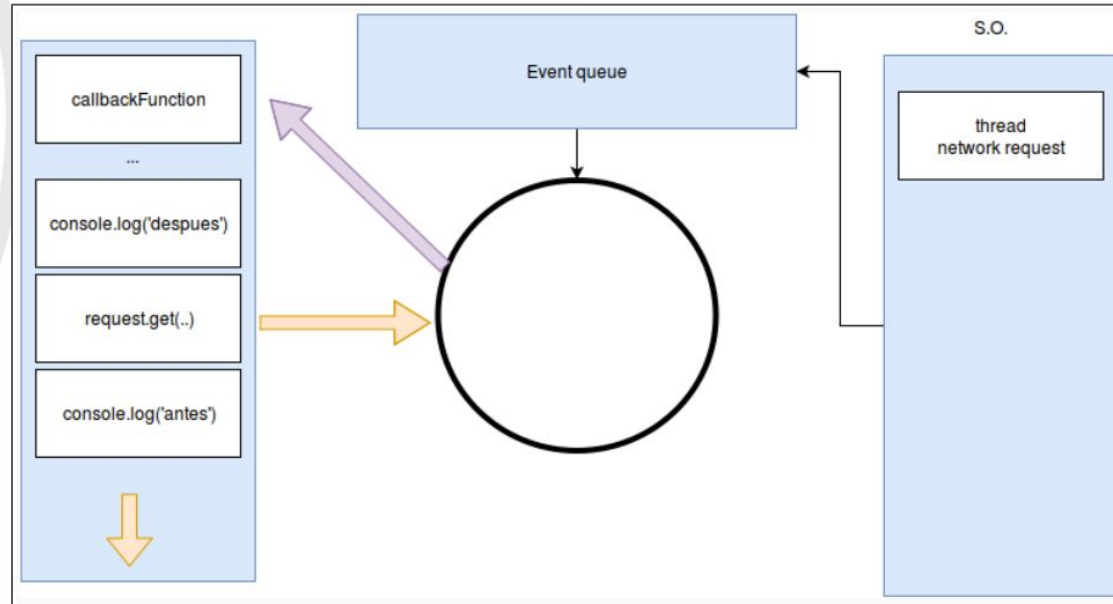 callbackFunction
...
console.log('despues')
request.get(..)
console.log('antes')
Event queue
S.O.
thread
network request